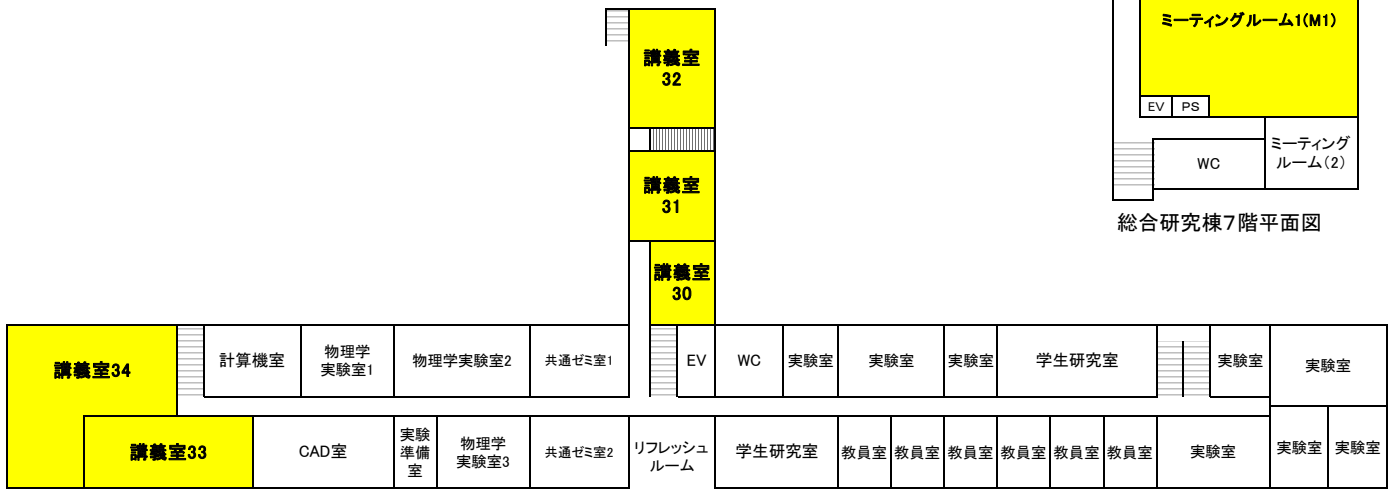 ミーティングルーム1(M1)
EV
PS
WC
ミーティング
ルーム(2)
総合研究棟7階平面図
講義室
32
講義室
31
講義室
30
講義室34
計算機室
物理学
実験室1
物理学実験室2
共通ゼミ室1
EV
WC
実験室
実験室
実験室
学生研究室
実験室
実験室
講義室33
CAD室
実験
準備
室
物理学
実験室3
共通ゼミ室2
リフレッシュ
ルーム
学生研究室
教員室
教員室
教員室
教員室
教員室
教員室
実験室
実験室
実験室